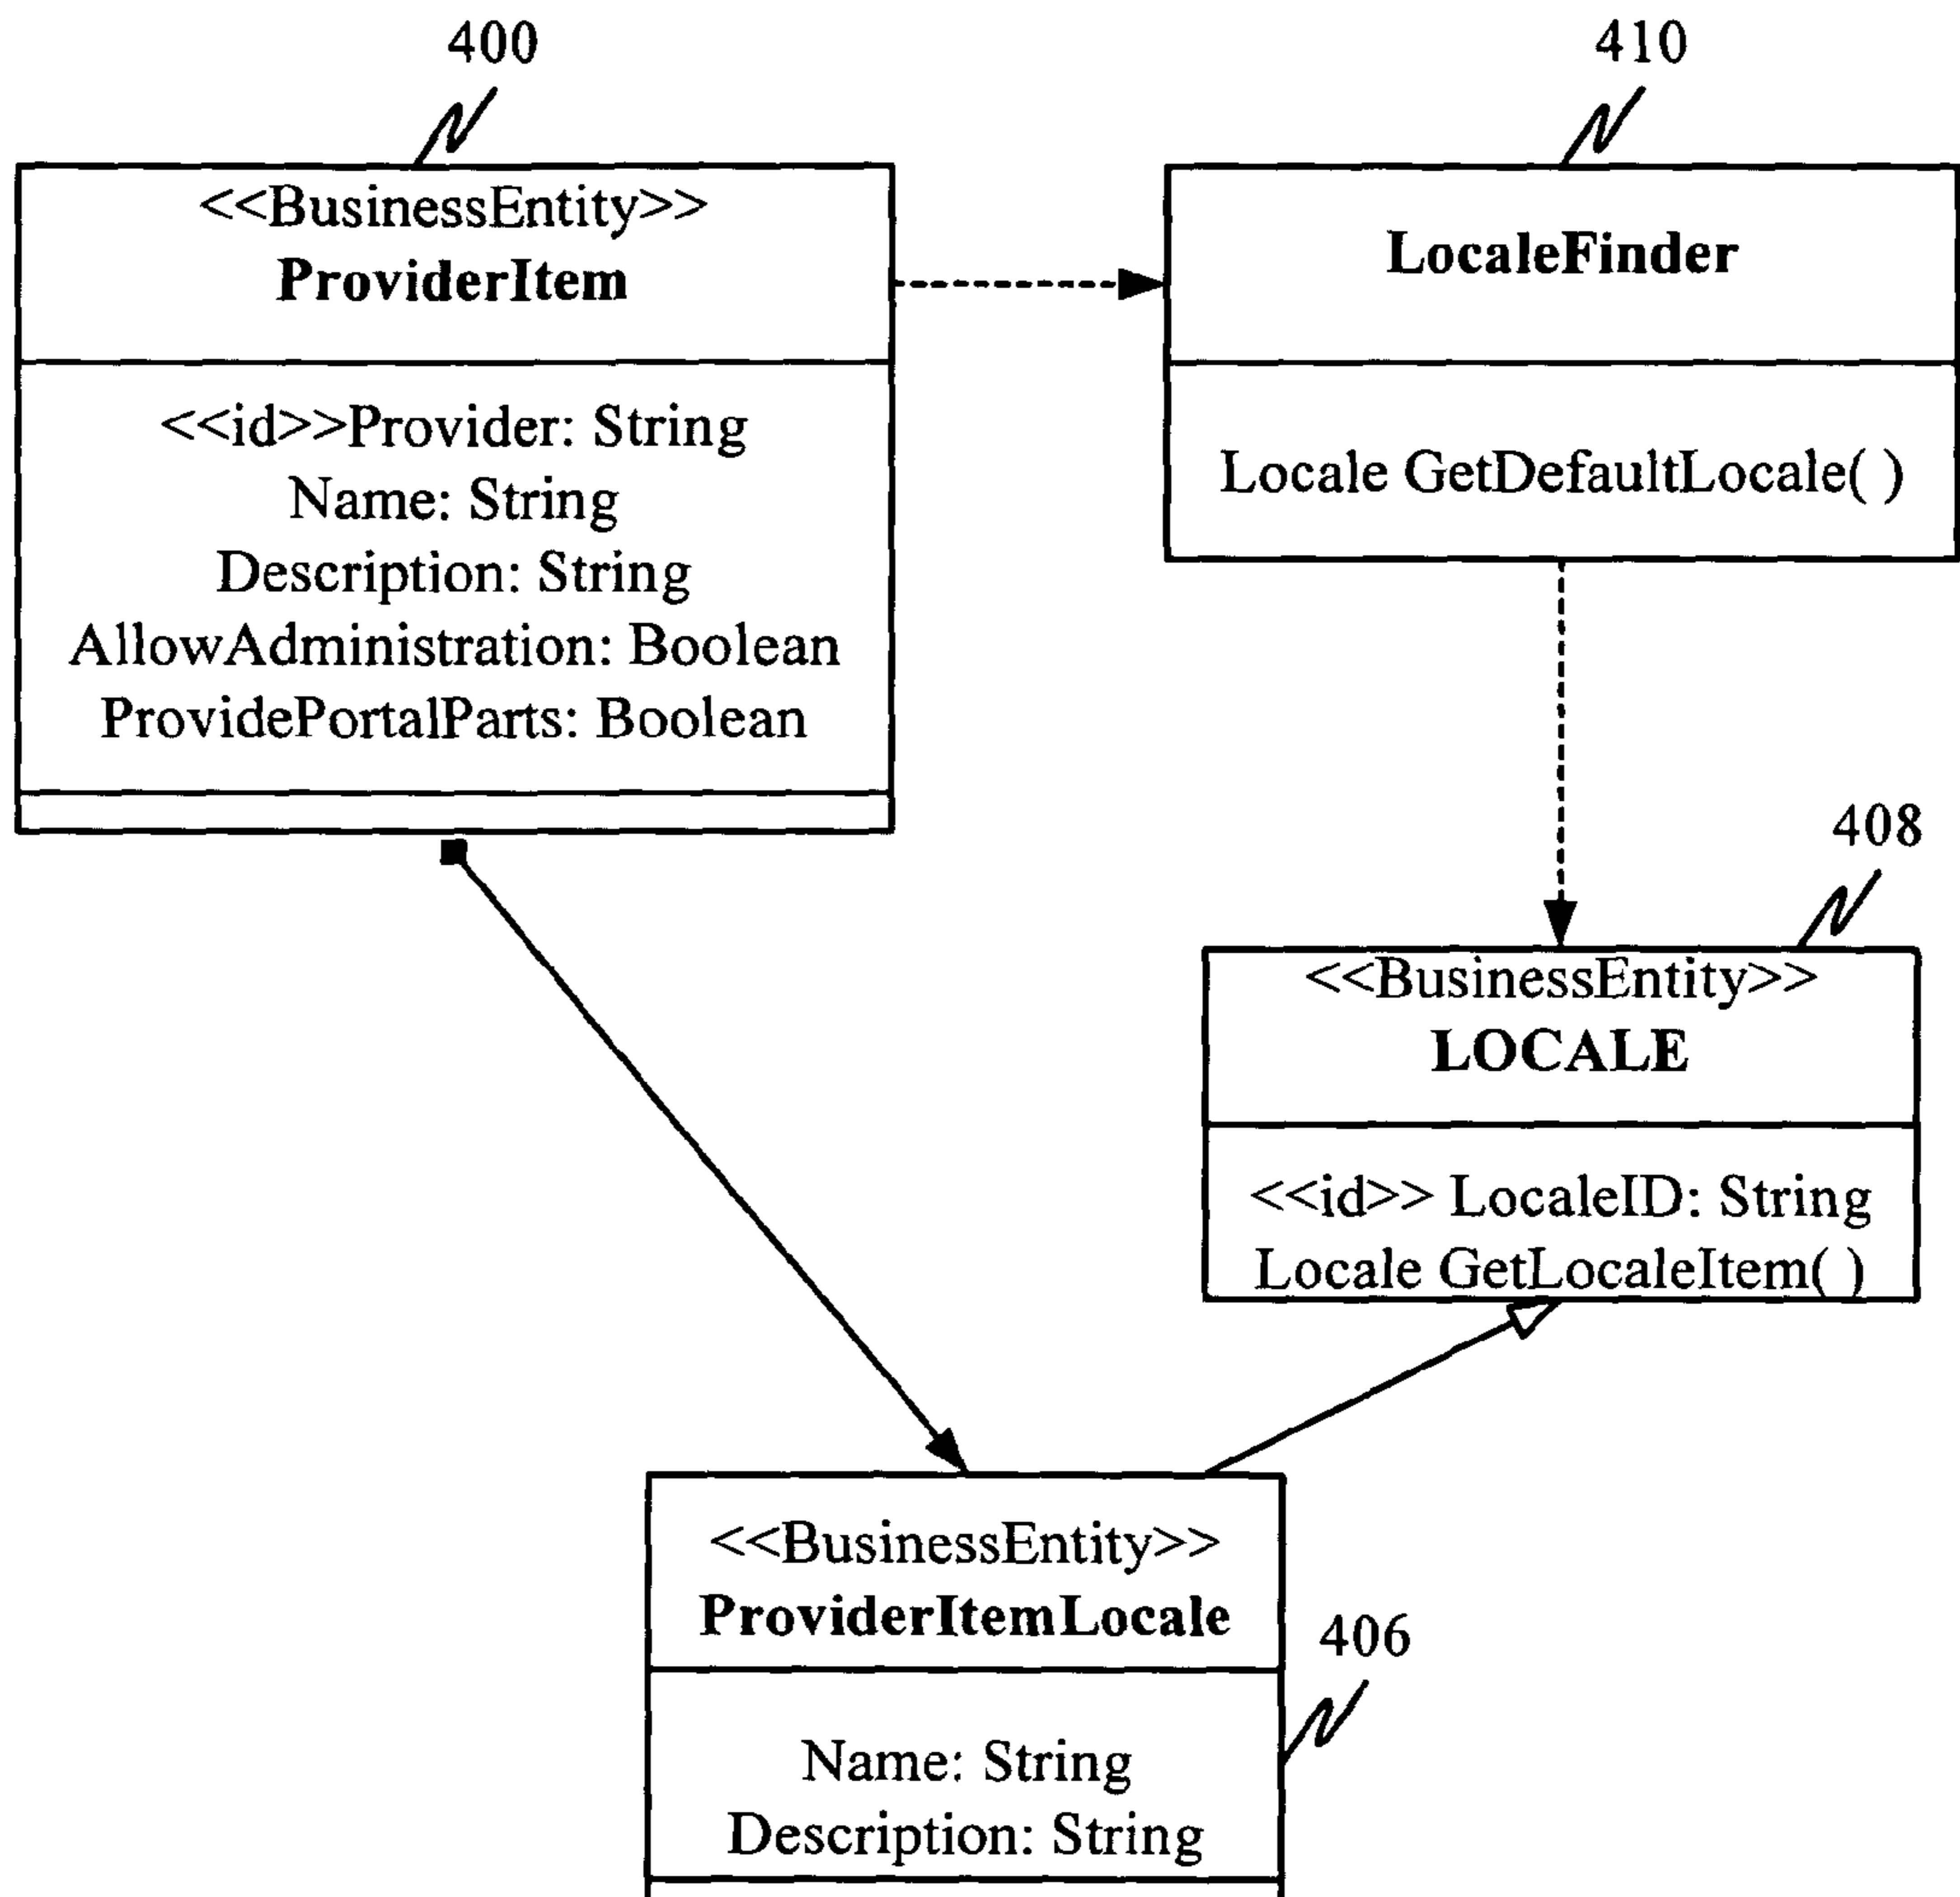 400
<<BusinessEntity>>
ProviderItem
<<id>>Provider: String
Name: String
Description: String
AllowAdministration: Boolean
ProvidePortalParts: Boolean
410
LocaleFinder
Locale GetDefaultLocale( )
408
<<BusinessEntity>>
LOCALE
<<id>> LocaleID: String
Locale GetLocaleItem( )
<<BusinessEntity>>
ProviderItemLocale
406
Name: String
Description: String